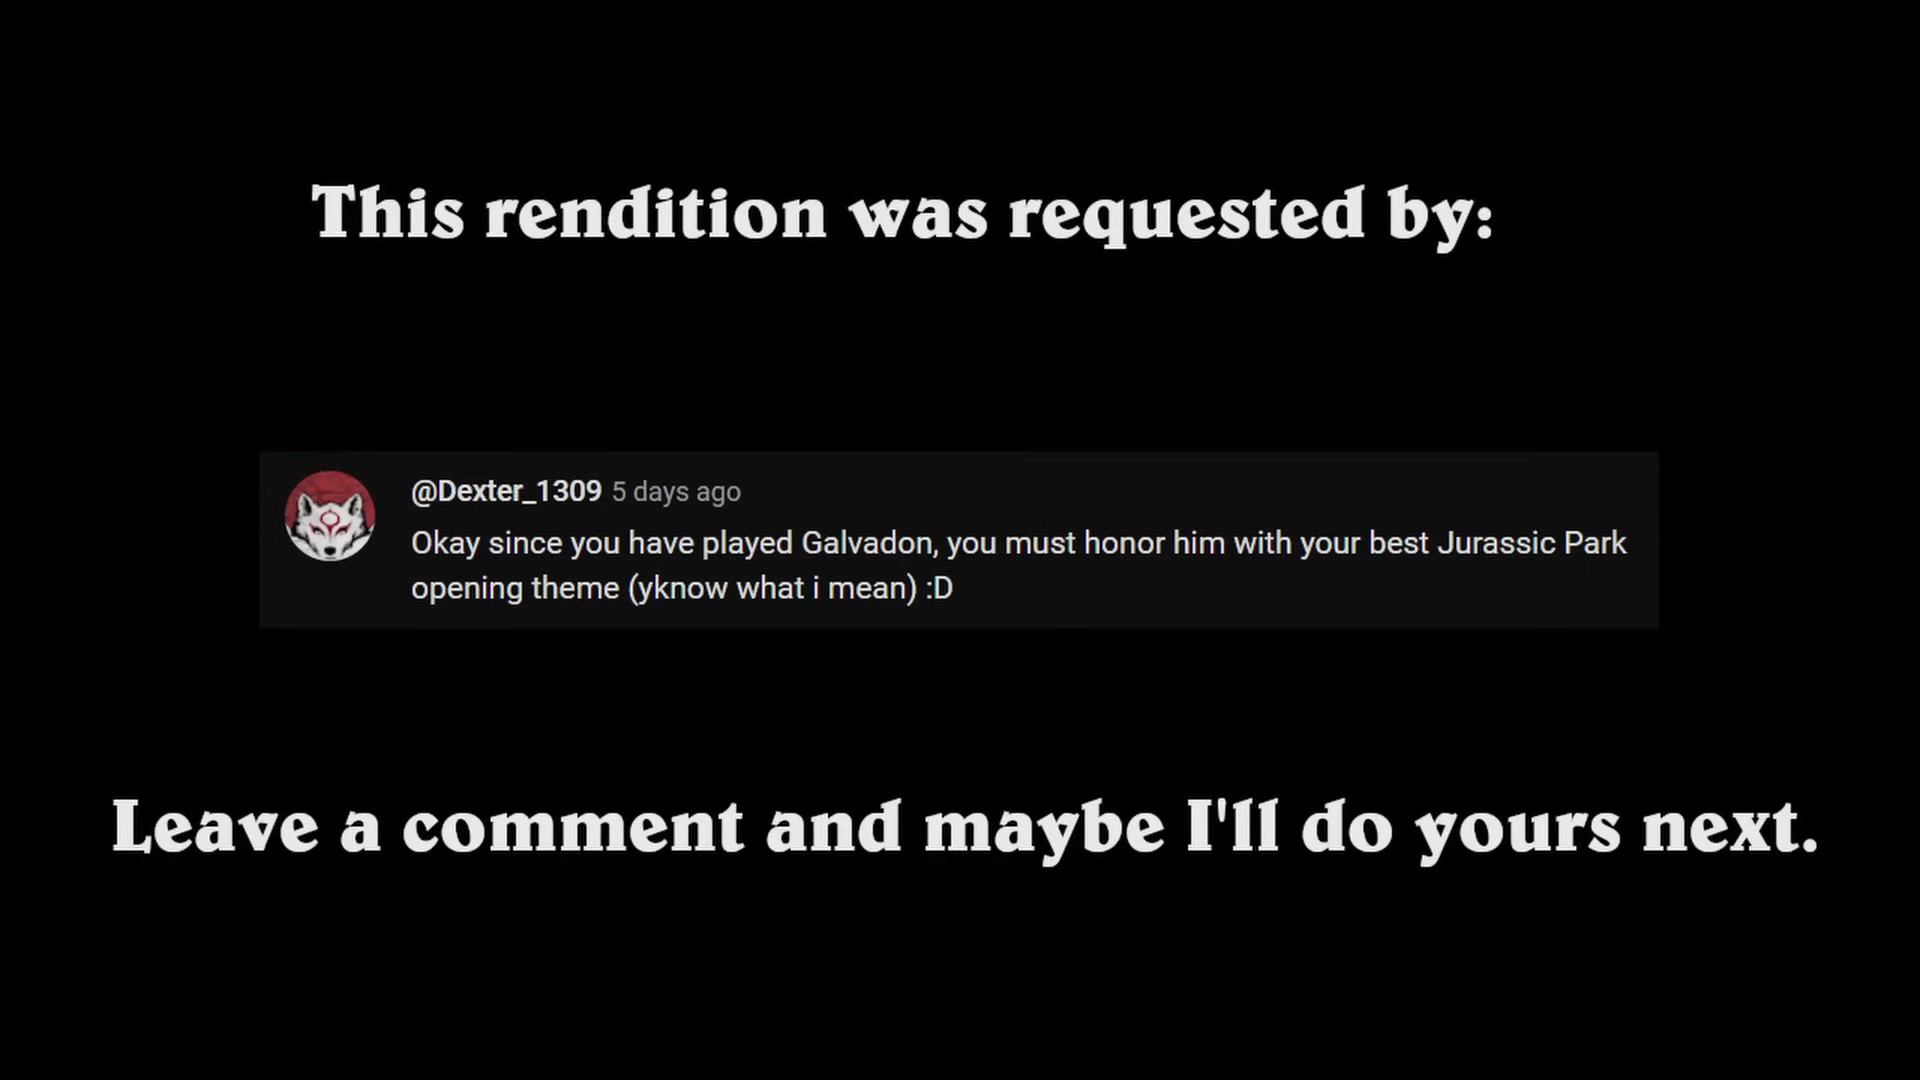 This rendition was requested by:
@Dexter_1309 5 days ago
Okay since you have played Galvadon, you must honor him with your best Jurassic Park
opening theme (yknow what i mean) :D
Leave a comment and maybe I'll do yours next.